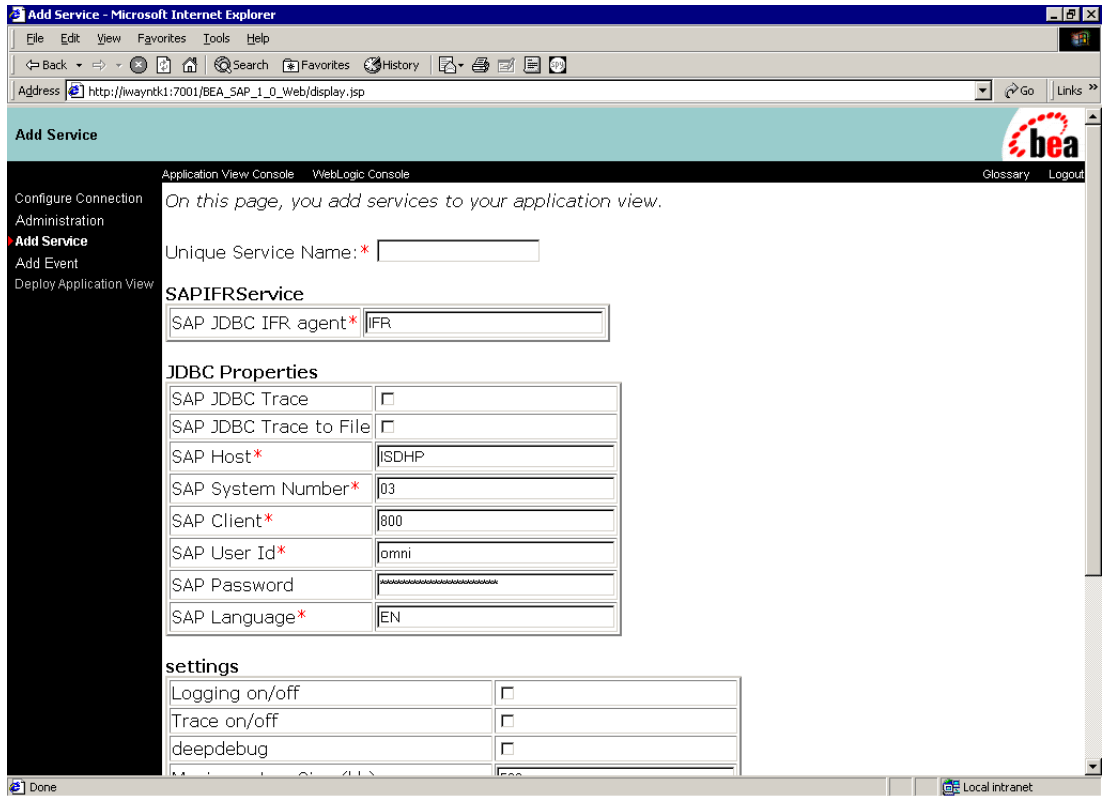 Add Service - Microsoft Internet Explorer
File Edit View Favorites Tools Help
Back Search Favorites History
Address http://iwayntk1:7001/BEA_SAP_1_0_Web/display.jsp Go Links »
Add Service
bea
Application View Console WebLogic Console Glossary Logout
Configure Connection
Administration
Add Service
Add Event
Deploy Application View
On this page, you add services to your application view.
Unique Service Name:*
SAPIFRService
SAP JDBC IFR agent* IFR
JDBC Properties
SAP JDBC Trace
SAP JDBC Trace to File
SAP Host* ISDHP
SAP System Number* 03
SAP Client* 800
SAP User Id* omni
SAP Password
SAP Language* EN
settings
Logging on/off
Trace on/off
deepdebug
Done Local intranet